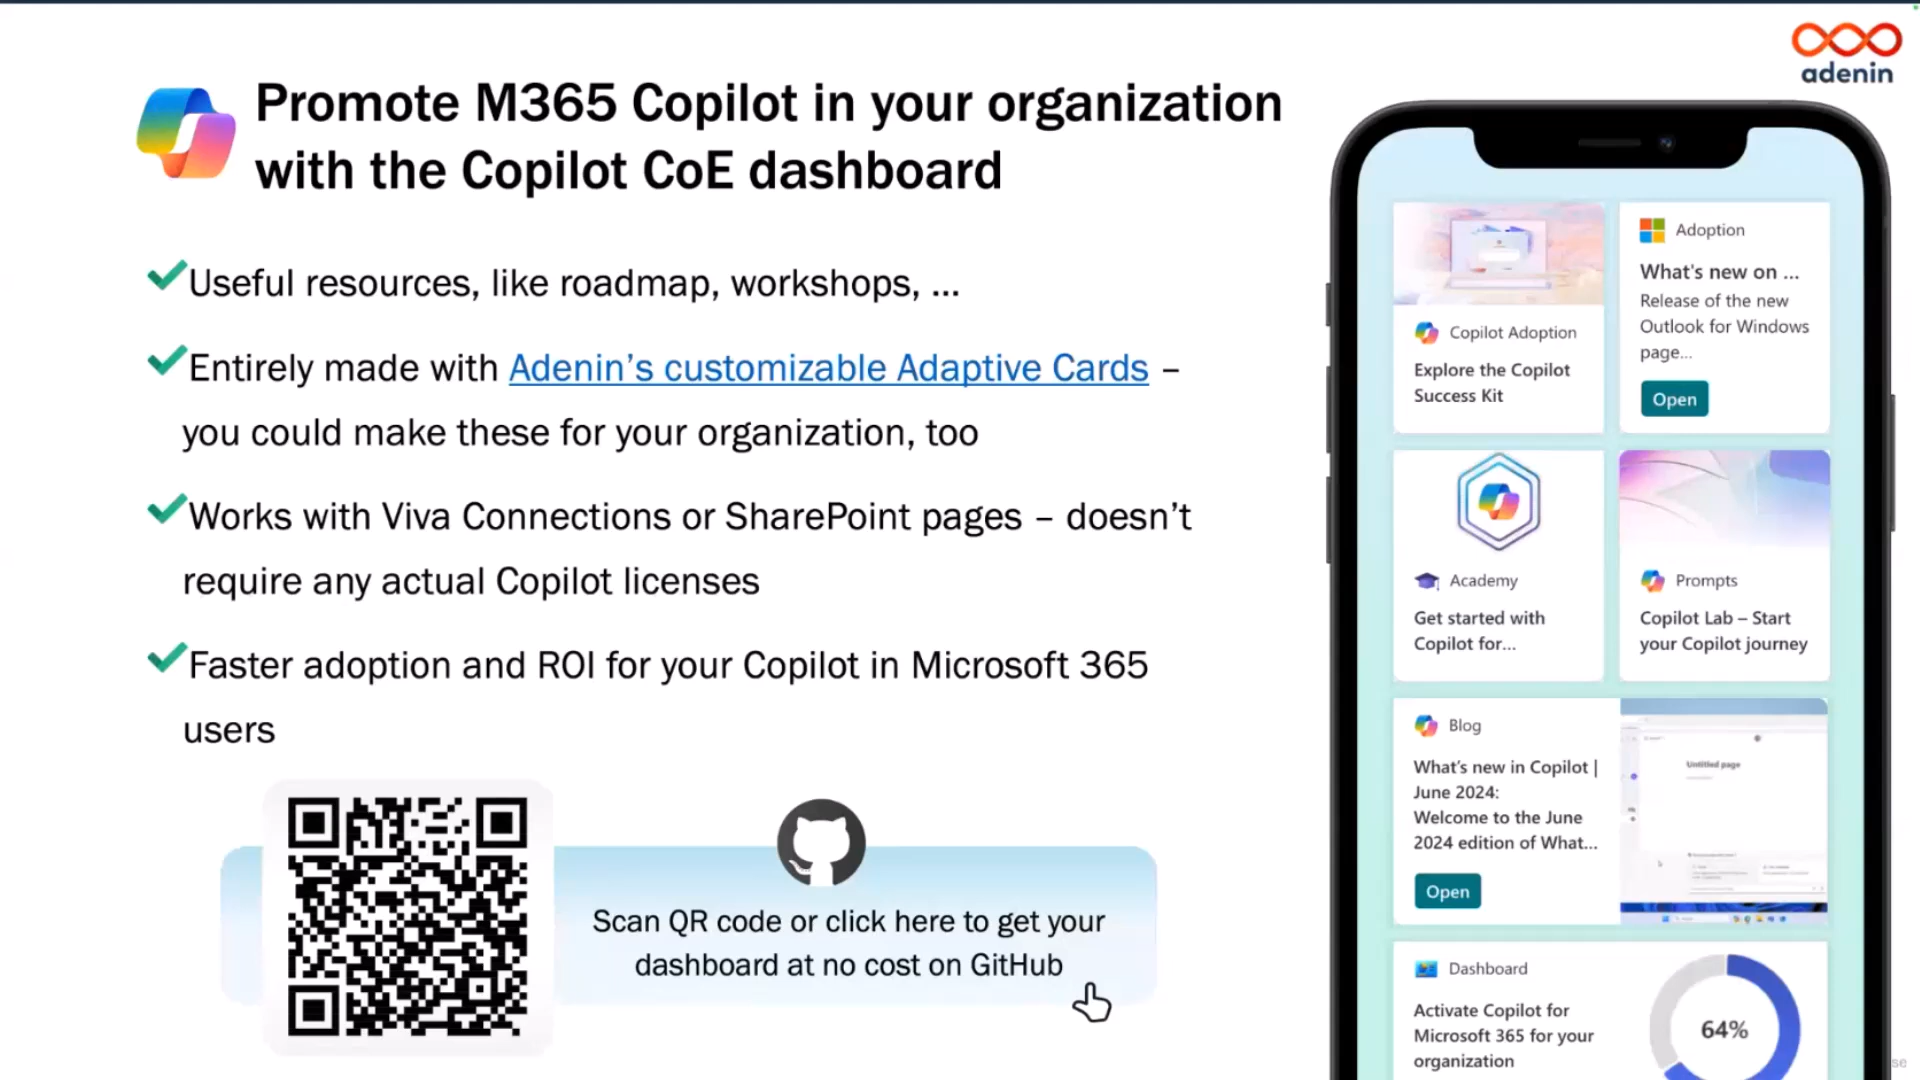 adenin
Promote M365 Copilot in your organization
with the Copilot CoE dashboard
Useful resources, like roadmap, workshops, ...
Entirely made with Adenin's customizable Adaptive Cards –
you could make these for your organization, too
Works with Viva Connections or SharePoint pages – doesn't
require any actual Copilot licenses
Faster adoption and ROI for your Copilot in Microsoft 365
users
Scan QR code or click here to get your
dashboard at no cost on GitHub
Copilot Adoption
Explore the Copilot
Success Kit
Adoption
What's new on ...
Release of the new
Outlook for Windows
page...
Open
Academy
Get started with
Copilot for...
Prompts
Copilot Lab – Start
your Copilot journey
Blog
What's new in Copilot |
June 2024:
Welcome to the June
2024 edition of What...
Open
Untitled page
Dashboard
Activate Copilot for
Microsoft 365 for your
organization
64%
se